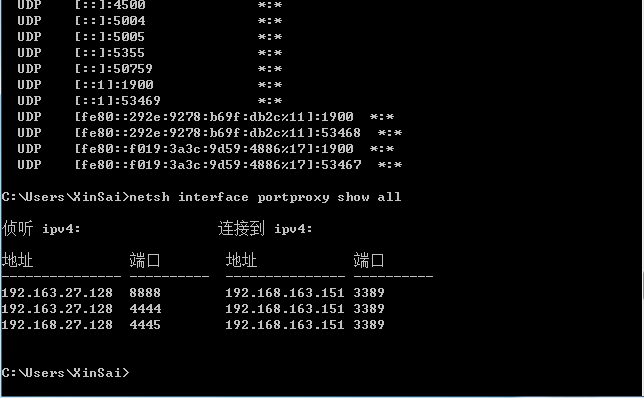 UDP    [::]:4500              *:*
UDP    [::]:5004              *:*
UDP    [::]:5005              *:*
UDP    [::]:5355              *:*
UDP    [::]:50759             *:*
UDP    [::1]:1900             *:*
UDP    [::1]:53469            *:*
UDP    [fe80::292e:9278:b69f:db2c%11]:1900  *:*
UDP    [fe80::292e:9278:b69f:db2c%11]:53468  *:*
UDP    [fe80::f019:3a3c:9d59:4886%17]:1900  *:*
UDP    [fe80::f019:3a3c:9d59:4886%17]:53467  *:*
C:\Users\XinSai>netsh interface portproxy show all
侦听 ipv4:                 连接到 ipv4:
地址            端口        地址            端口
--------------- ----------  --------------- ----------
192.163.27.128  8888        192.168.163.151 3389
192.163.27.128  4444        192.168.163.151 3389
192.168.27.128  4445        192.168.163.151 3389
C:\Users\XinSai>